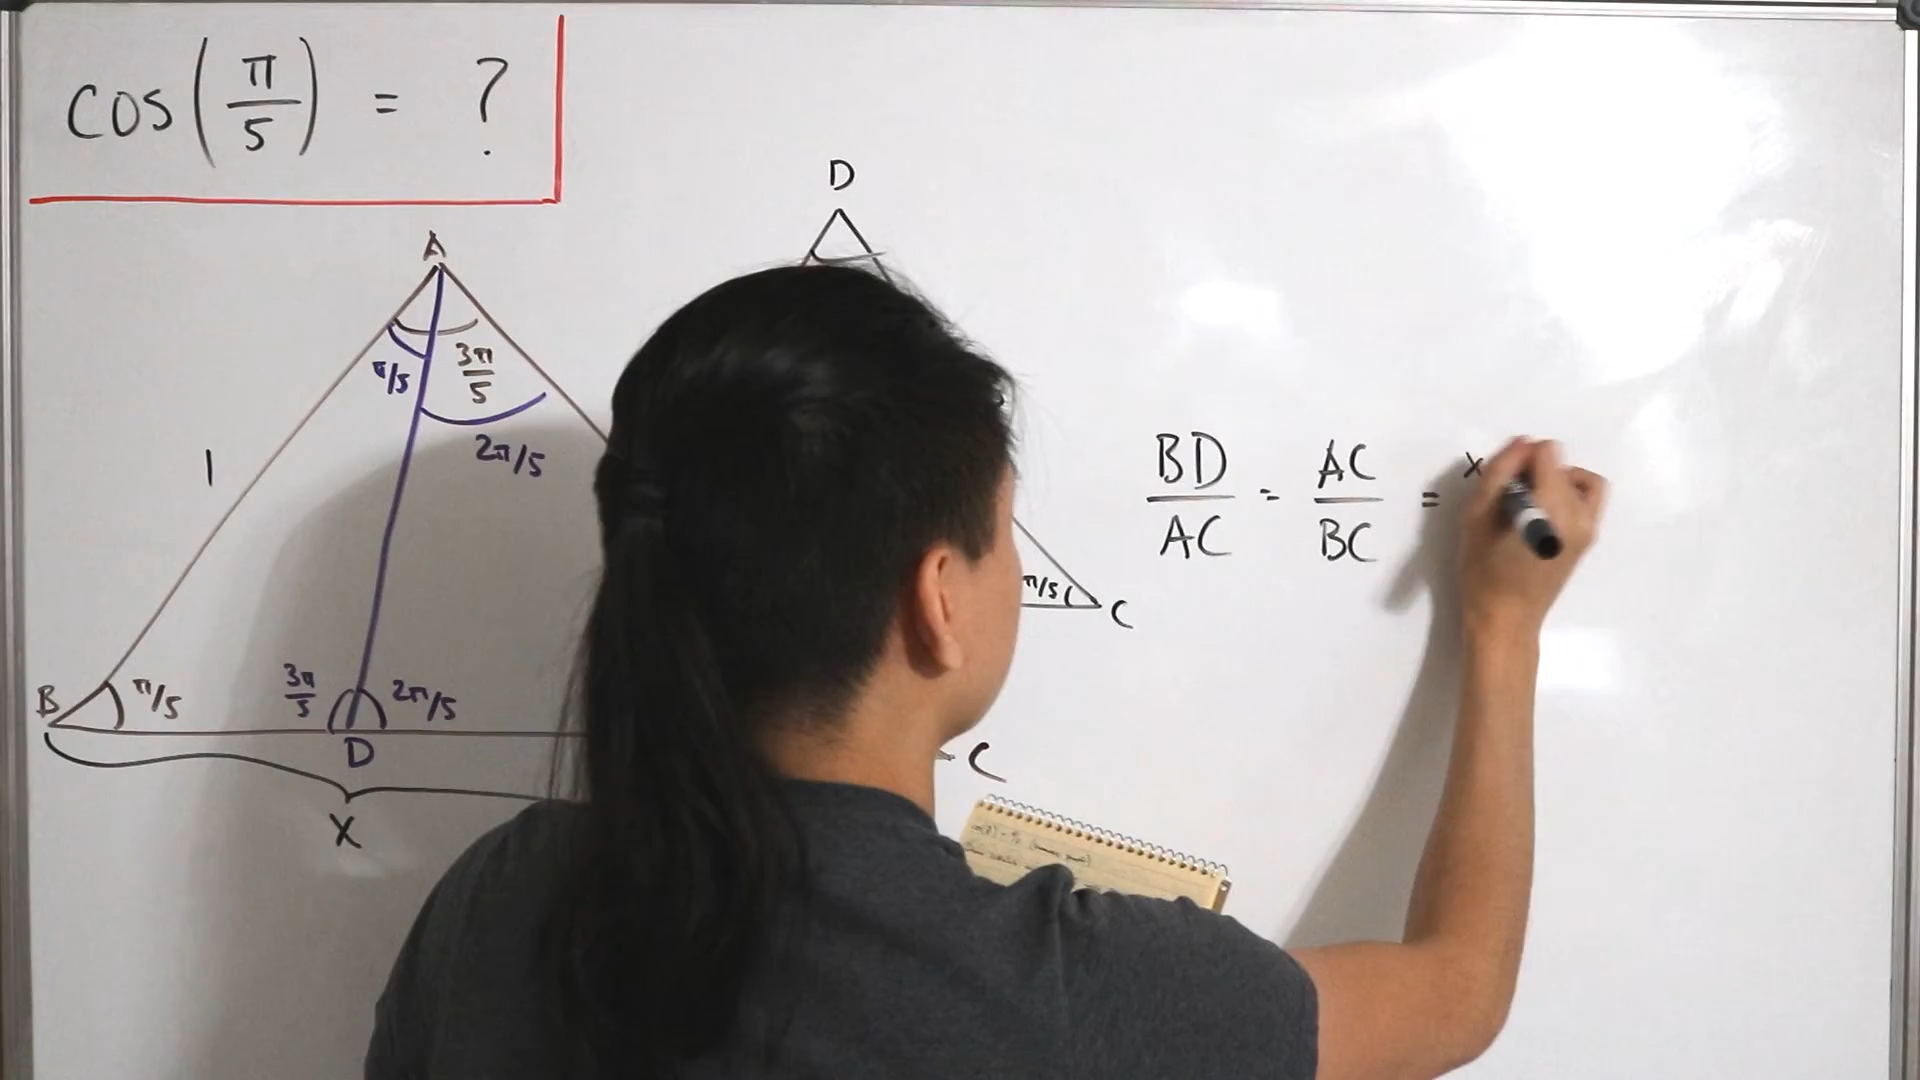 cos(π/5) = ?
D
A
π/5
3π/5
2π/5
1
BD/AC = AC/BC = x
π/5
C
B
π/5
3π/5
2π/5
D
C
x